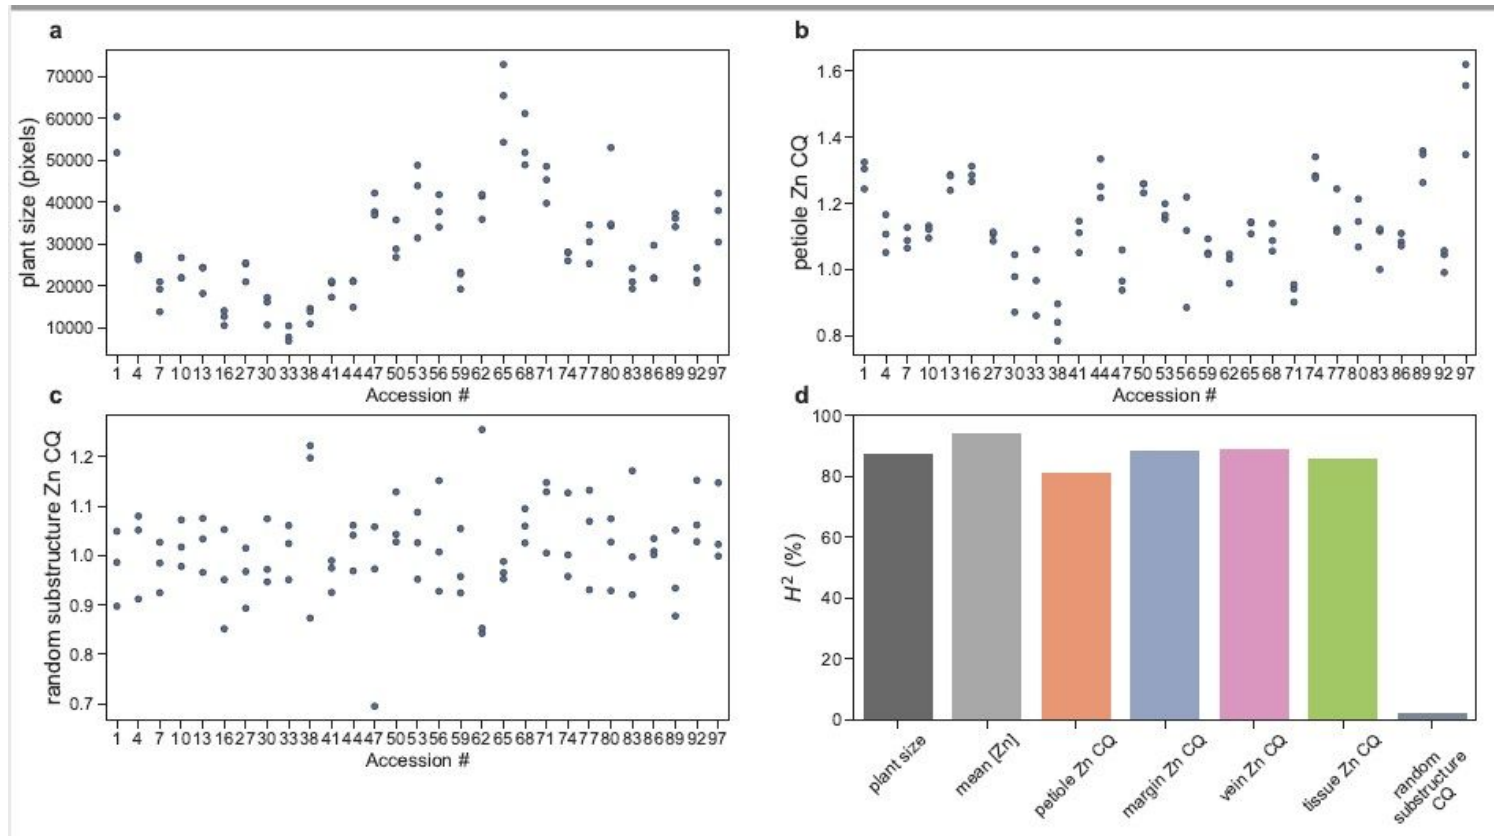 a
70000
60000
50000
40000
30000
20000
10000
plant size (pixels)
1 4 7 10 13 16 27 30 33 38 41 44 47 50 53 56 59 62 65 68 71 74 77 80 83 86 89 92 97
Accession #
b
1.6
1.4
1.2
1.0
0.8
petiole Zn CQ
1 4 7 10 13 16 27 30 33 38 41 44 47 50 53 56 59 62 65 68 71 74 77 80 83 86 89 92 97
Accession #
c
1.2
1.1
1.0
0.9
0.8
0.7
random substructure Zn CQ
1 4 7 10 13 16 27 30 33 38 41 44 47 50 53 56 59 62 65 68 71 74 77 80 83 86 89 92 97
Accession #
d
100
80
60
40
20
0
H² (%)
plant size
mean [Zn]
petiole Zn CQ
margin Zn CQ
vein Zn CQ
tissue Zn CQ
random
substructure
CQ